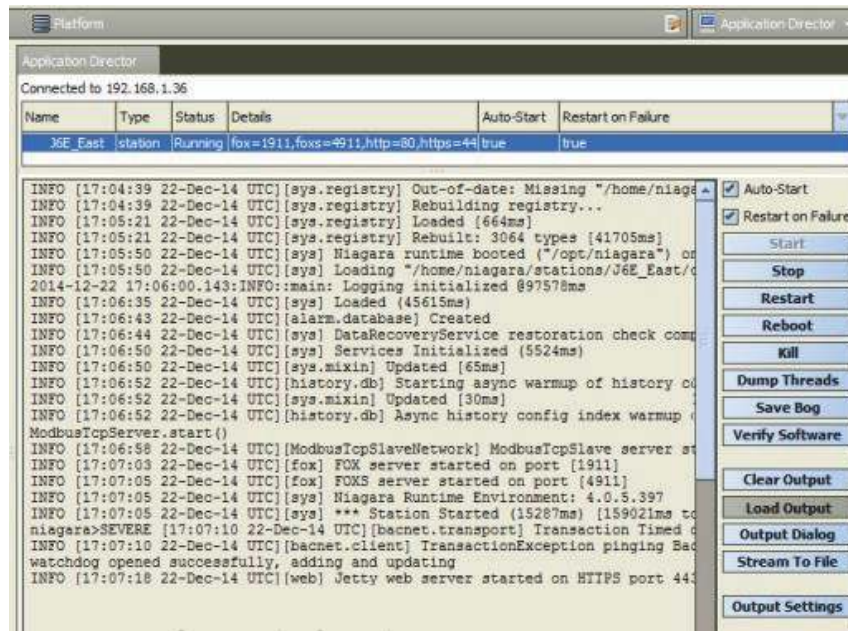 Platform
Application Director
Application Director
Connected to 192.168.1.36
Name Type Status Details Auto-Start Restart on Failure
J6E_East station Running fox=1911,foxs=4911,http=80,https=44 true true
INFO [17:04:39 22-Dec-14 UTC][sys.registry] Out-of-date: Missing "/home/niaga
INFO [17:04:39 22-Dec-14 UTC][sys.registry] Rebuilding registry...
INFO [17:05:21 22-Dec-14 UTC][sys.registry] Loaded [664ms]
INFO [17:05:21 22-Dec-14 UTC][sys.registry] Rebuilt: 3064 types [41705ms]
INFO [17:05:50 22-Dec-14 UTC][sys] Niagara runtime booted ("/opt/niagara") on
INFO [17:05:50 22-Dec-14 UTC][sys] Loading "/home/niagara/stations/J6E_East/c
2014-12-22 17:06:00.143:INFO::main: Logging initialized @97578ms
INFO [17:06:35 22-Dec-14 UTC][sys] Loaded (45615ms)
INFO [17:06:43 22-Dec-14 UTC][alarm.database] Created
INFO [17:06:44 22-Dec-14 UTC][sys] DataRecoveryService restoration check comp
INFO [17:06:50 22-Dec-14 UTC][sys] Services Initialized (5524ms)
INFO [17:06:50 22-Dec-14 UTC][sys.mixin] Updated [65ms]
INFO [17:06:52 22-Dec-14 UTC][history.db] Starting async warmup of history co
INFO [17:06:52 22-Dec-14 UTC][sys.mixin] Updated [30ms]
INFO [17:06:52 22-Dec-14 UTC][history.db] Async history config index warmup
ModbusTcpServer.start()
INFO [17:06:58 22-Dec-14 UTC][ModbusTcpSlaveNetwork] ModbusTcpSlave server st
INFO [17:07:03 22-Dec-14 UTC][fox] FOX server started on port [1911]
INFO [17:07:05 22-Dec-14 UTC][fox] FOXS server started on port [4911]
INFO [17:07:05 22-Dec-14 UTC][sys] Niagara Runtime Environment: 4.0.5.397
INFO [17:07:05 22-Dec-14 UTC][sys] *** Station Started (15287ms) [159021ms to
niagara>SEVERE [17:07:10 22-Dec-14 UTC][bacnet.transport] Transaction Timed o
INFO [17:07:10 22-Dec-14 UTC][bacnet.client] TransactionException pinging Bac
watchdog opened successfully, adding and updating
INFO [17:07:18 22-Dec-14 UTC][web] Jetty web server started on HTTPS port 443
Auto-Start
Restart on Failure
Start
Stop
Restart
Reboot
Kill
Dump Threads
Save Bog
Verify Software
Clear Output
Load Output
Output Dialog
Stream To File
Output Settings